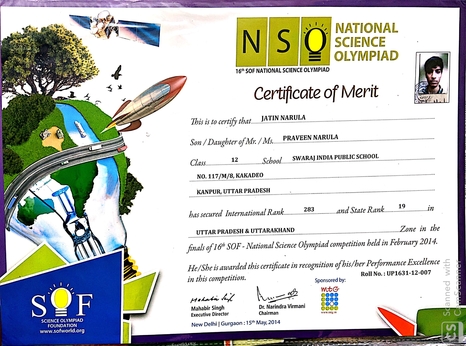 NSO
NATIONAL
SCIENCE
OLYMPIAD
16th SOF NATIONAL SCIENCE OLYMPIAD
Certificate of Merit
This is to certify that JATIN NARULA
Son / Daughter of Mr. / Ms. PRAVEEN NARULA
Class 12 School SWARAJ INDIA PUBLIC SCHOOL
NO. 117/M/8, KAKADEO
KANPUR, UTTAR PRADESH
has secured International Rank 283 and State Rank 19 in
UTTAR PRADESH & UTTARAKHAND Zone in the
finals of 16th SOF - National Science Olympiad competition held in February 2014.
He/She is awarded this certificate in recognition of his/her Performance Excellence
in this competition. Roll No. : UP1631-12-007
Sponsored by:
Mahabir Singh
Mahabir Singh
Executive Director
Dr. Narindra Virmani
Chairman
New Delhi | Gurgaon : 15th May, 2014
SOF
SCIENCE OLYMPIAD
FOUNDATION
www.sofworld.org
CS Scanned with
CamScanner